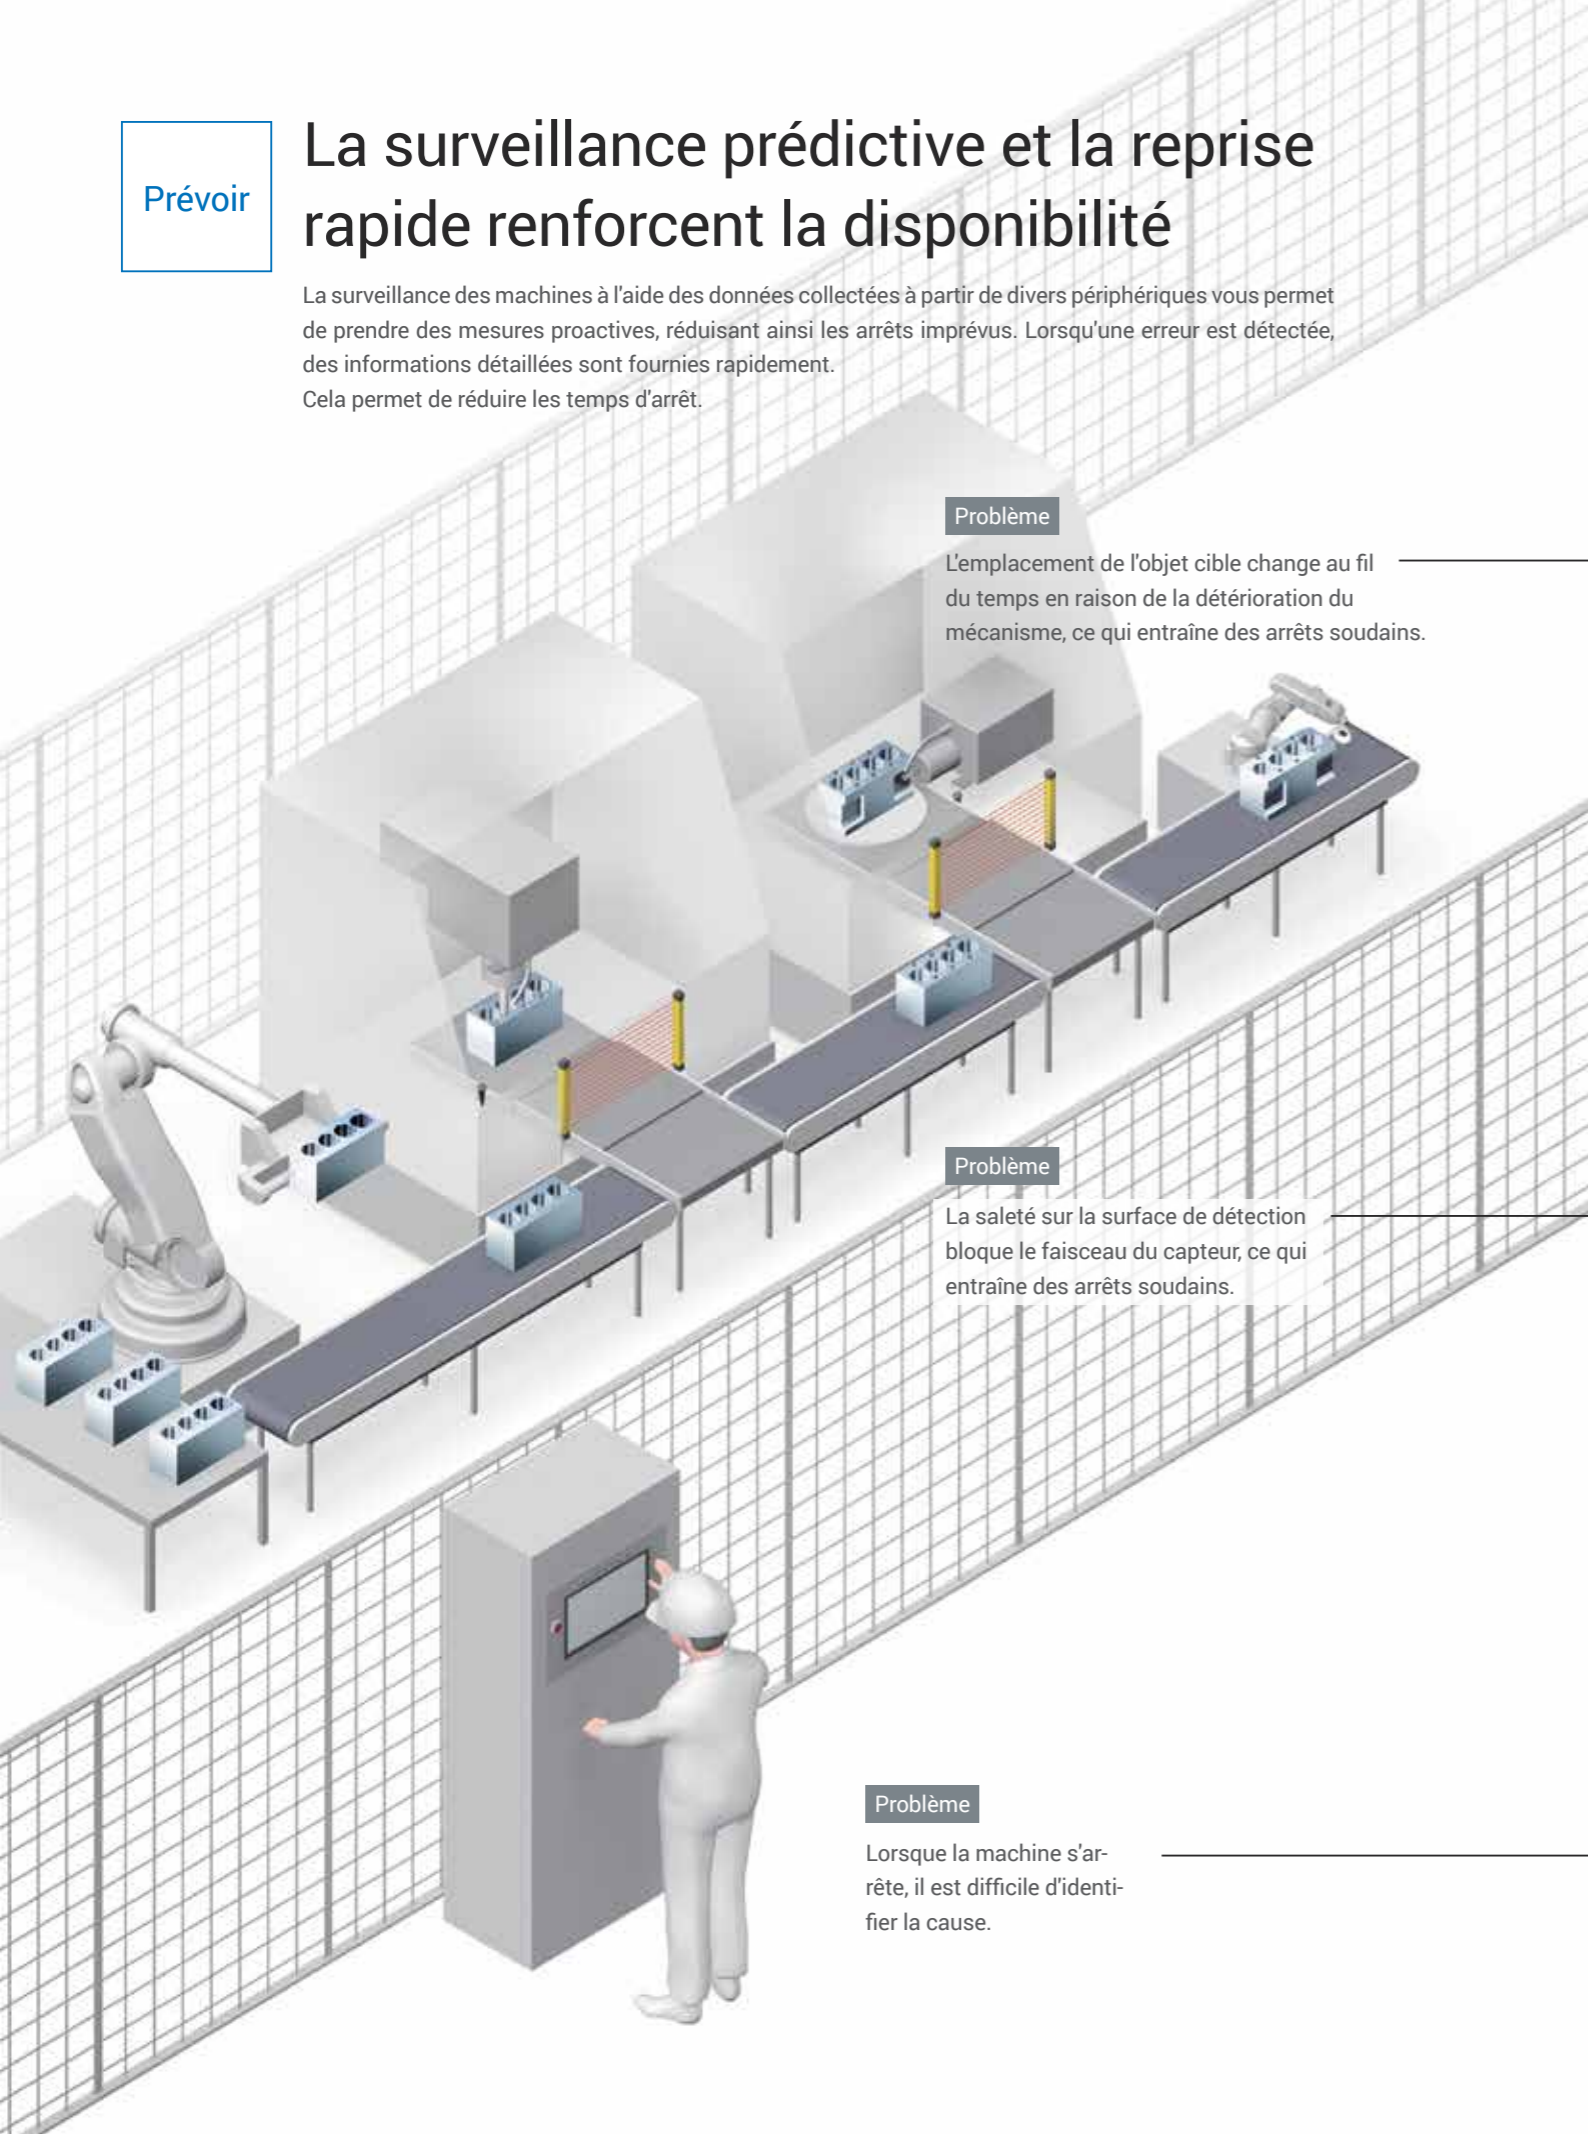 Prévoir
La surveillance prédictive et la reprise
rapide renforcent la disponibilité
La surveillance des machines à l'aide des données collectées à partir de divers périphériques vous permet
de prendre des mesures proactives, réduisant ainsi les arrêts imprévus. Lorsqu'une erreur est détectée,
des informations détaillées sont fournies rapidement.
Cela permet de réduire les temps d'arrêt.
Problème
L'emplacement de l'objet cible change au fil
du temps en raison de la détérioration du
mécanisme, ce qui entraîne des arrêts soudains.
Problème
La saleté sur la surface de détection
bloque le faisceau du capteur, ce qui
entraîne des arrêts soudains.
Problème
Lorsque la machine s'ar-
rête, il est difficile d'identi-
fier la cause.